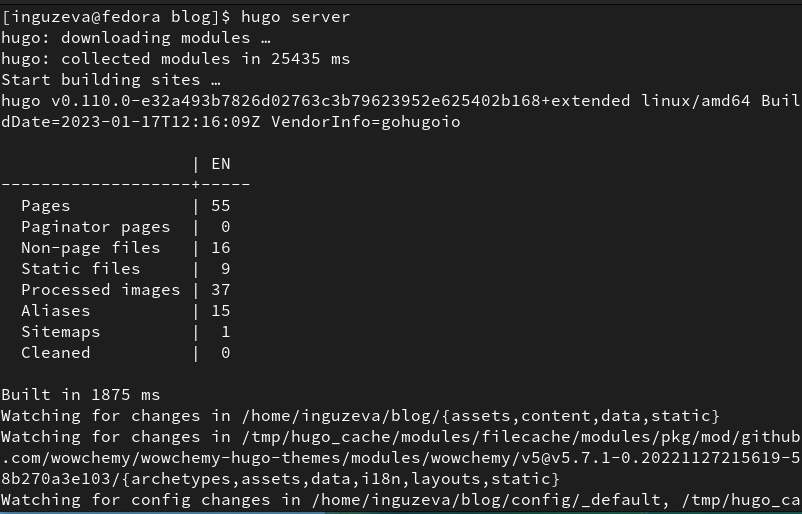 [inguzeva@fedora blog]$ hugo server
hugo: downloading modules …
hugo: collected modules in 25435 ms
Start building sites …
hugo v0.110.0-e32a493b7826d02763c3b79623952e625402b168+extended linux/amd64 Buil
dDate=2023-01-17T12:16:09Z VendorInfo=gohugoio
                   | EN
-------------------+-----
  Pages            | 55
  Paginator pages  |  0
  Non-page files   | 16
  Static files     |  9
  Processed images | 37
  Aliases          | 15
  Sitemaps         |  1
  Cleaned          |  0
Built in 1875 ms
Watching for changes in /home/inguzeva/blog/{assets,content,data,static}
Watching for changes in /tmp/hugo_cache/modules/filecache/modules/pkg/mod/github
.com/wowchemy/wowchemy-hugo-themes/modules/wowchemy/v5@v5.7.1-0.20221127215619-5
8b270a3e103/{archetypes,assets,data,i18n,layouts,static}
Watching for config changes in /home/inguzeva/blog/config/_default, /tmp/hugo_ca